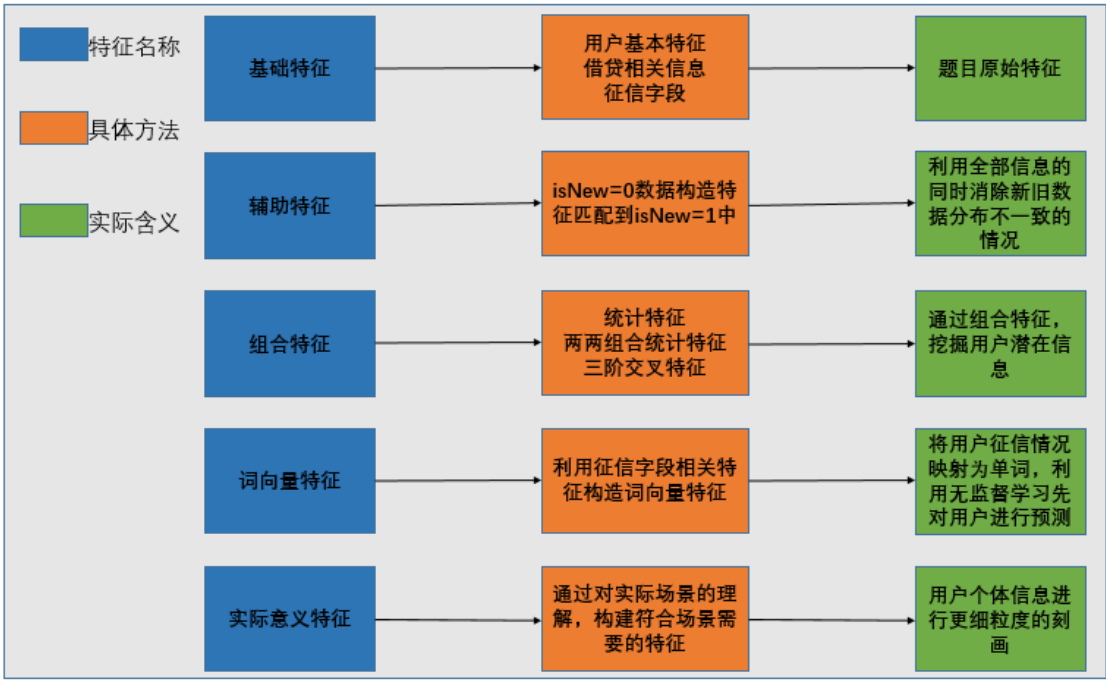 特征名称
具体方法
实际含义
基础特征
用户基本特征
借贷相关信息
征信字段
题目原始特征
辅助特征
isNew=0数据构造特
征匹配到isNew=1中
利用全部信息的
同时消除新旧数
据分布不一致的
情况
组合特征
统计特征
两两组合统计特征
三阶交叉特征
通过组合特征，
挖掘用户潜在信
息
词向量特征
利用征信字段相关特
征构造词向量特征
将用户征信情况
映射为单词，利
用无监督学习先
对用户进行预测
实际意义特征
通过对实际场景的理
解，构建符合场景需
要的特征
用户个体信息进
行更细粒度的刻
画